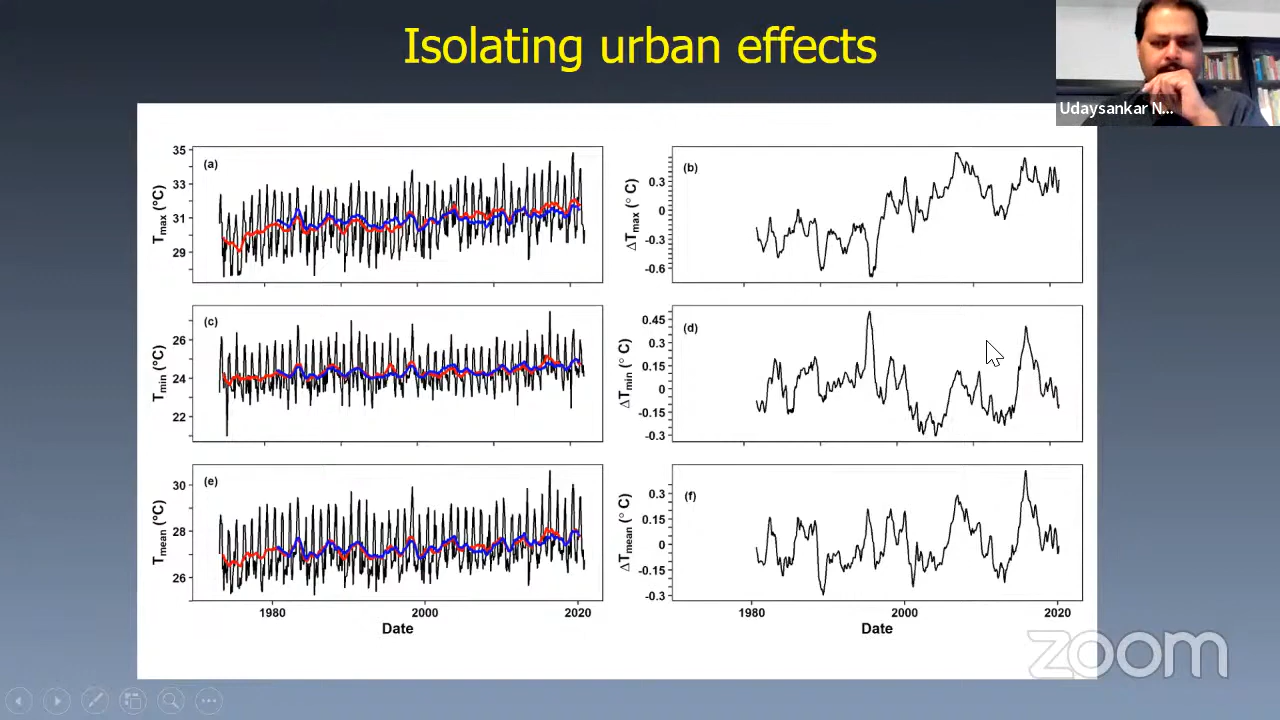 Isolating urban effects
Udaysankar N...
(a)
Tmax (°C)
35
33
31
29
(b)
ΔTmax (° C)
0.3
0
-0.3
-0.6
(c)
Tmin (°C)
26
24
22
(d)
ΔTmin (° C)
0.45
0.3
0.15
0
-0.15
-0.3
(e)
Tmean (°C)
30
28
26
1980 2000 2020
Date
(f)
ΔTmean (° C)
0.3
0.15
0
-0.15
-0.3
1980 2000 2020
Date
zoom